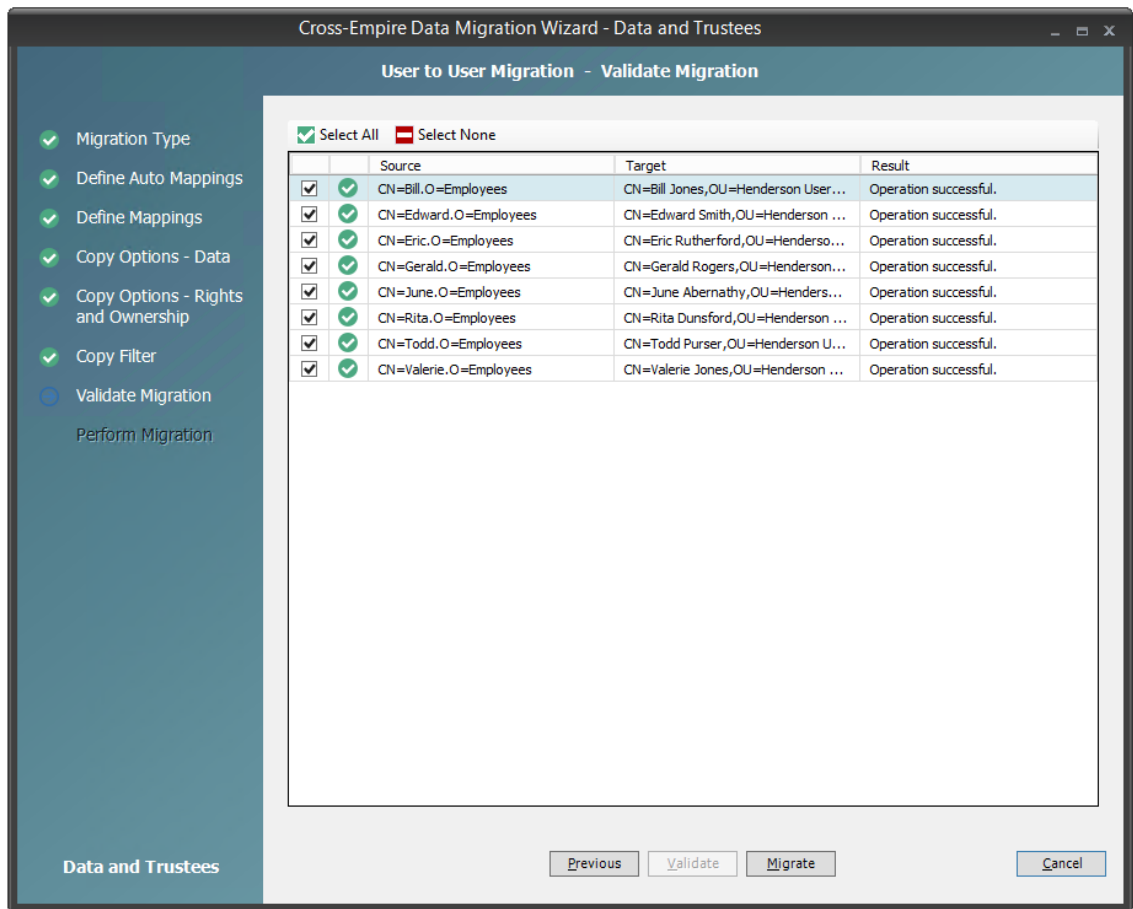 Cross-Empire Data Migration Wizard - Data and Trustees
User to User Migration - Validate Migration
Migration Type
Define Auto Mappings
Define Mappings
Copy Options - Data
Copy Options - Rights
and Ownership
Copy Filter
Validate Migration
Perform Migration
Data and Trustees
Select All Select None
Source Target Result
CN=Bill.O=Employees CN=Bill Jones,OU=Henderson User... Operation successful.
CN=Edward.O=Employees CN=Edward Smith,OU=Henderson ... Operation successful.
CN=Eric.O=Employees CN=Eric Rutherford,OU=Henderso... Operation successful.
CN=Gerald.O=Employees CN=Gerald Rogers,OU=Henderson... Operation successful.
CN=June.O=Employees CN=June Abernathy,OU=Henders... Operation successful.
CN=Rita.O=Employees CN=Rita Dunsford,OU=Henderson ... Operation successful.
CN=Todd.O=Employees CN=Todd Purser,OU=Henderson U... Operation successful.
CN=Valerie.O=Employees CN=Valerie Jones,OU=Henderson ... Operation successful.
Previous Validate Migrate Cancel